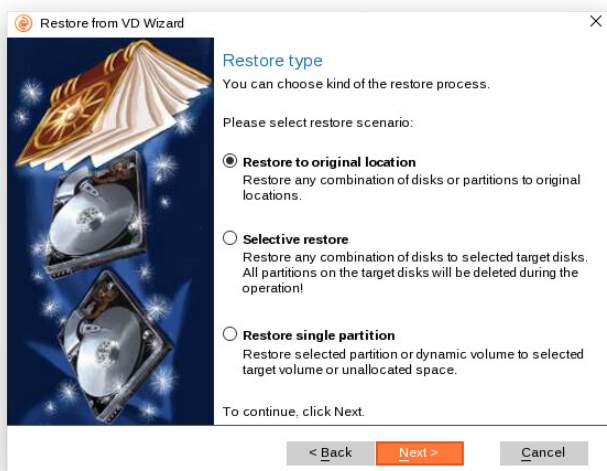 Restore from VD Wizard
Restore type
You can choose kind of the restore process.
Please select restore scenario:
Restore to original location
Restore any combination of disks or partitions to original
locations.
Selective restore
Restore any combination of disks to selected target disks.
All partitions on the target disks will be deleted during the
operation!
Restore single partition
Restore selected partition or dynamic volume to selected
target volume or unallocated space.
To continue, click Next.
< Back
Next >
Cancel